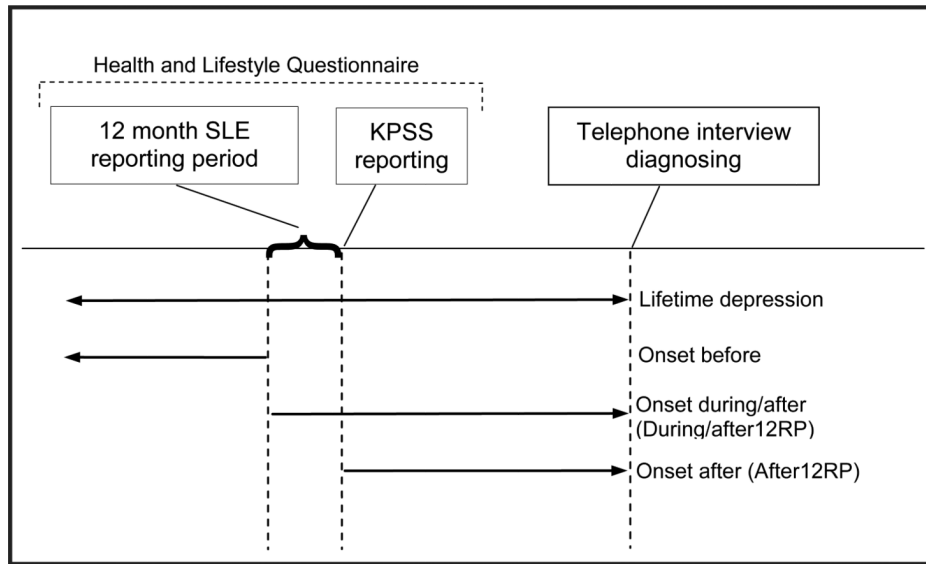 Health and Lifestyle Questionnaire
12 month SLE
reporting period
KPSS
reporting
Telephone interview
diagnosing
Lifetime depression
Onset before
Onset during/after
(During/after12RP)
Onset after (After12RP)